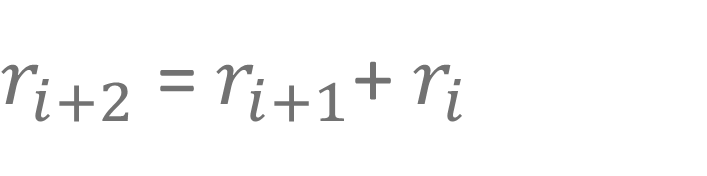 r_{i+2} = r_{i+1} + r_i